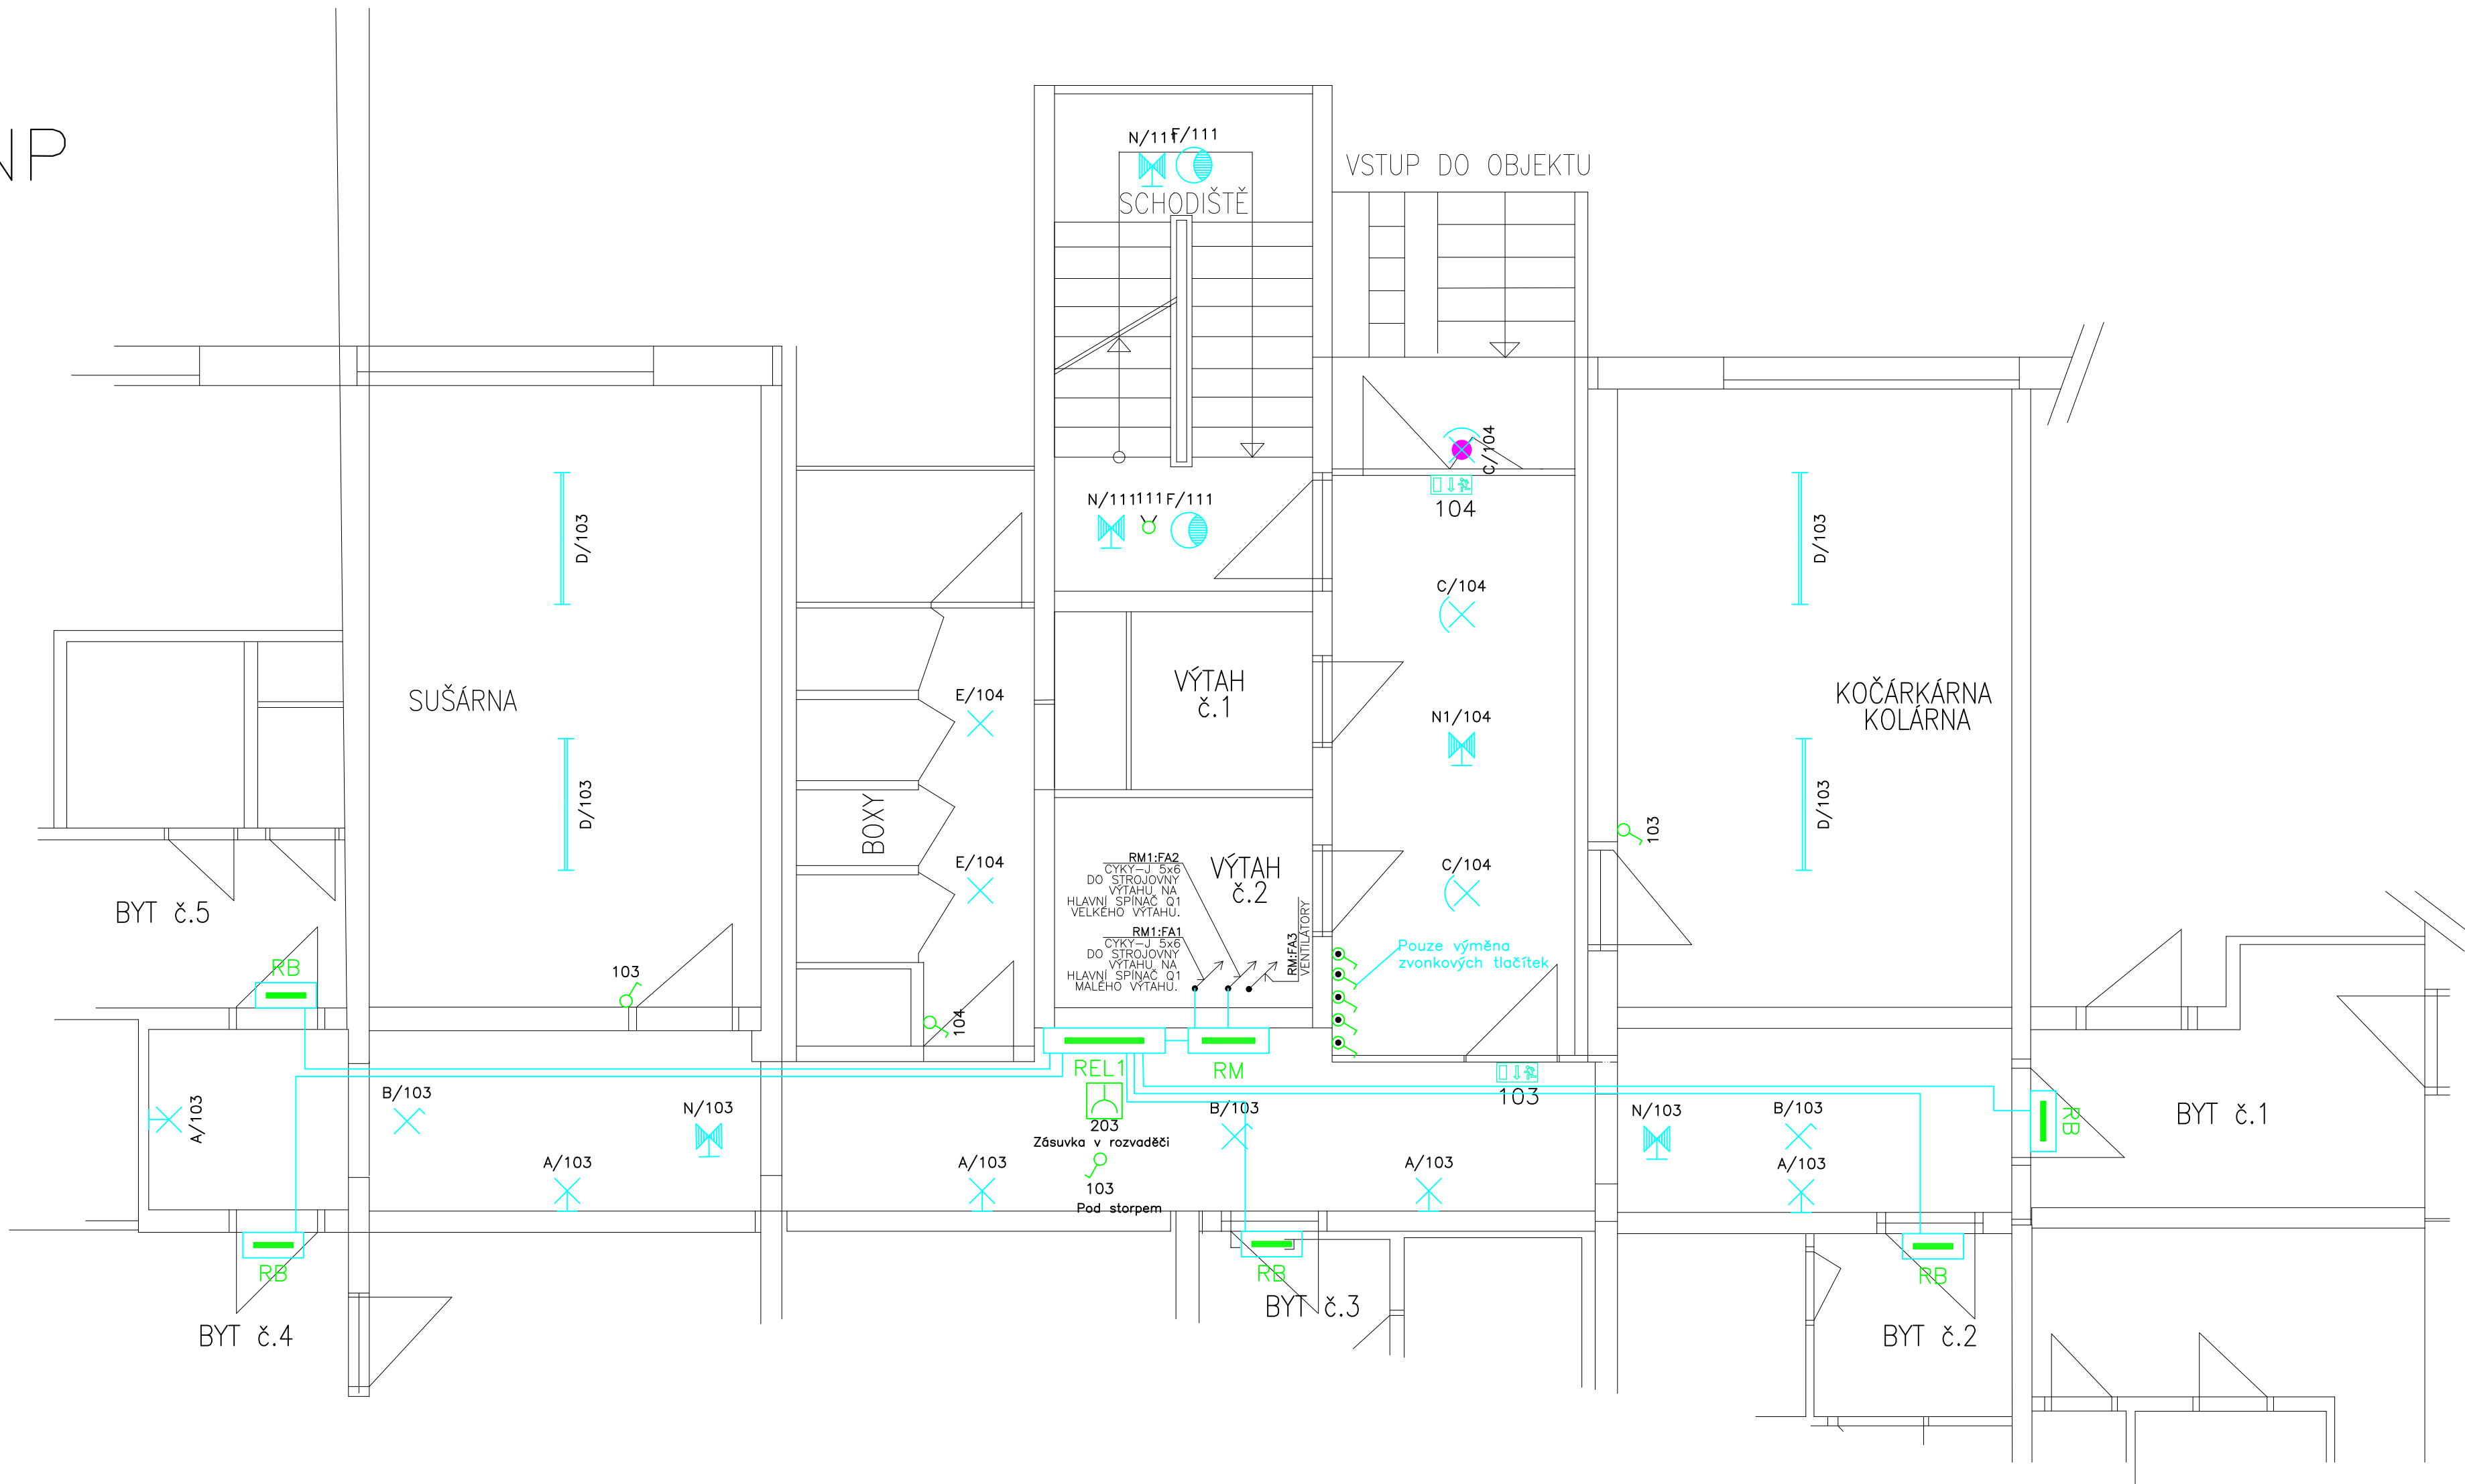 NP
N/111
F/111
VSTUP DO OBJEKTU
SCHODIŠTĚ
C/104
N/111
111
F/111
104
D/103
D/103
C/104
SUŠÁRNA
E/104
VÝTAH
č.1
N1/104
KOČÁRKÁRNA
KOLÁRNA
D/103
D/103
BOXY
103
E/104
C/104
RM1:FA2
CYKY-J 5x6
DO STROJOVNY
VÝTAHU NA
HLAVNÍ SPÍNAČ Q1
VELKÉHO VÝTAHU.
VÝTAH
č.2
BYT č.5
RM1:FA1
CYKY-J 5x6
DO STROJOVNY
VÝTAHU NA
HLAVNÍ SPÍNAČ Q1
MALÉHO VÝTAHU.
RM:FA3
VENTILÁTORY
Pouze výměna
zvonkových tlačítek
RB
103
104
REL1
RM
103
A/103
B/103
N/103
203
Zásuvka v rozvaděči
B/103
N/103
B/103
RB
BYT č.1
A/103
A/103
103
Pod storpem
A/103
A/103
RB
RB
RB
BYT č.4
BYT č.3
BYT č.2